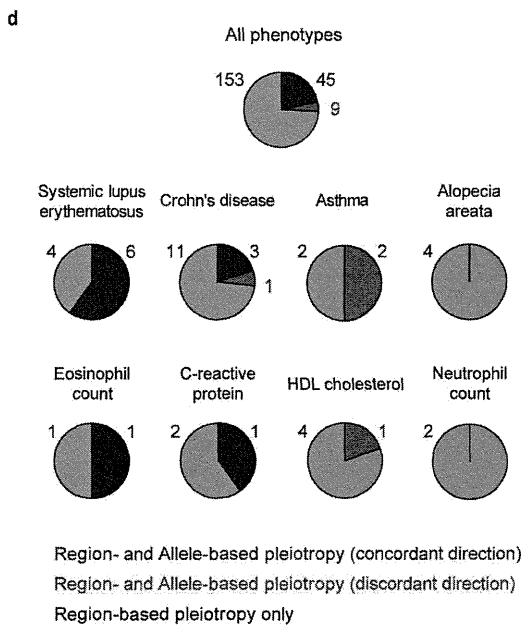 d
All phenotypes
153 45
9
Systemic lupus
erythematosus
Crohn's disease
Asthma
Alopecia
areata
4 6
11 3
1
2 2
4
Eosinophil
count
C-reactive
protein
HDL cholesterol
Neutrophil
count
1 1
2 1
4 1
2
Region- and Allele-based pleiotropy (concordant direction)
Region- and Allele-based pleiotropy (discordant direction)
Region-based pleiotropy only